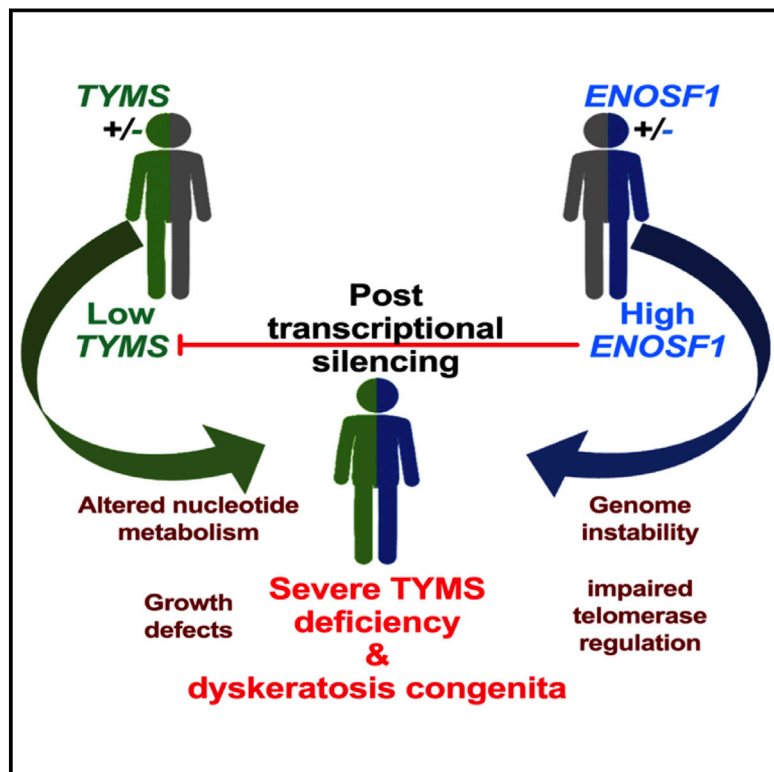 TYMS
+/-
ENOSF1
+/-
Low
TYMS
Post
transcriptional
silencing
High
ENOSF1
Altered nucleotide
metabolism
Growth
defects
Genome
instability
impaired
telomerase
regulation
Severe TYMS
deficiency
&
dyskeratosis congenita